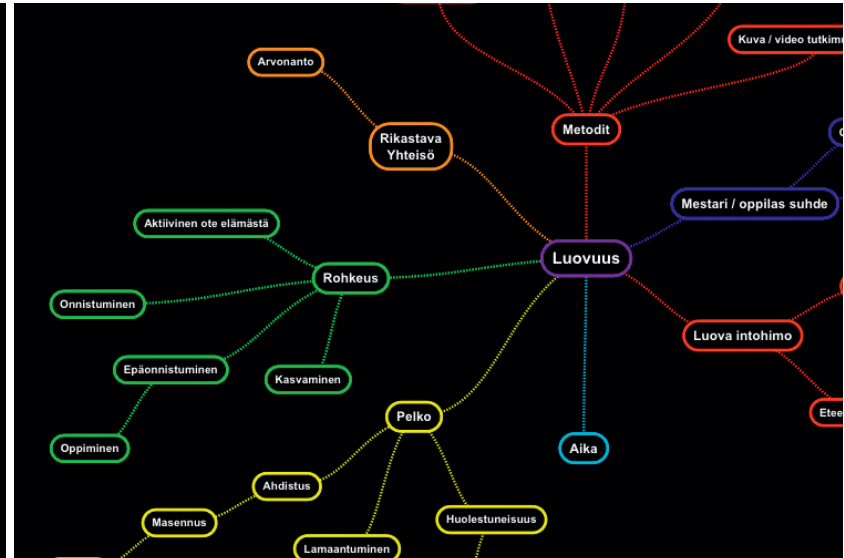 Kuva / video
Arvonanto
Metodit
Rikastava
Yhteisö
Mestari / oppilas suhde
Aktiivinen ote elämästä
Luovuus
Rohkeus
Onnistuminen
Luova intohimo
Epäonnistuminen
Kasvaminen
Pelko
Oppiminen
Aika
Ahdistus
Masennus
Huolestuneisuus
Lamaantuminen